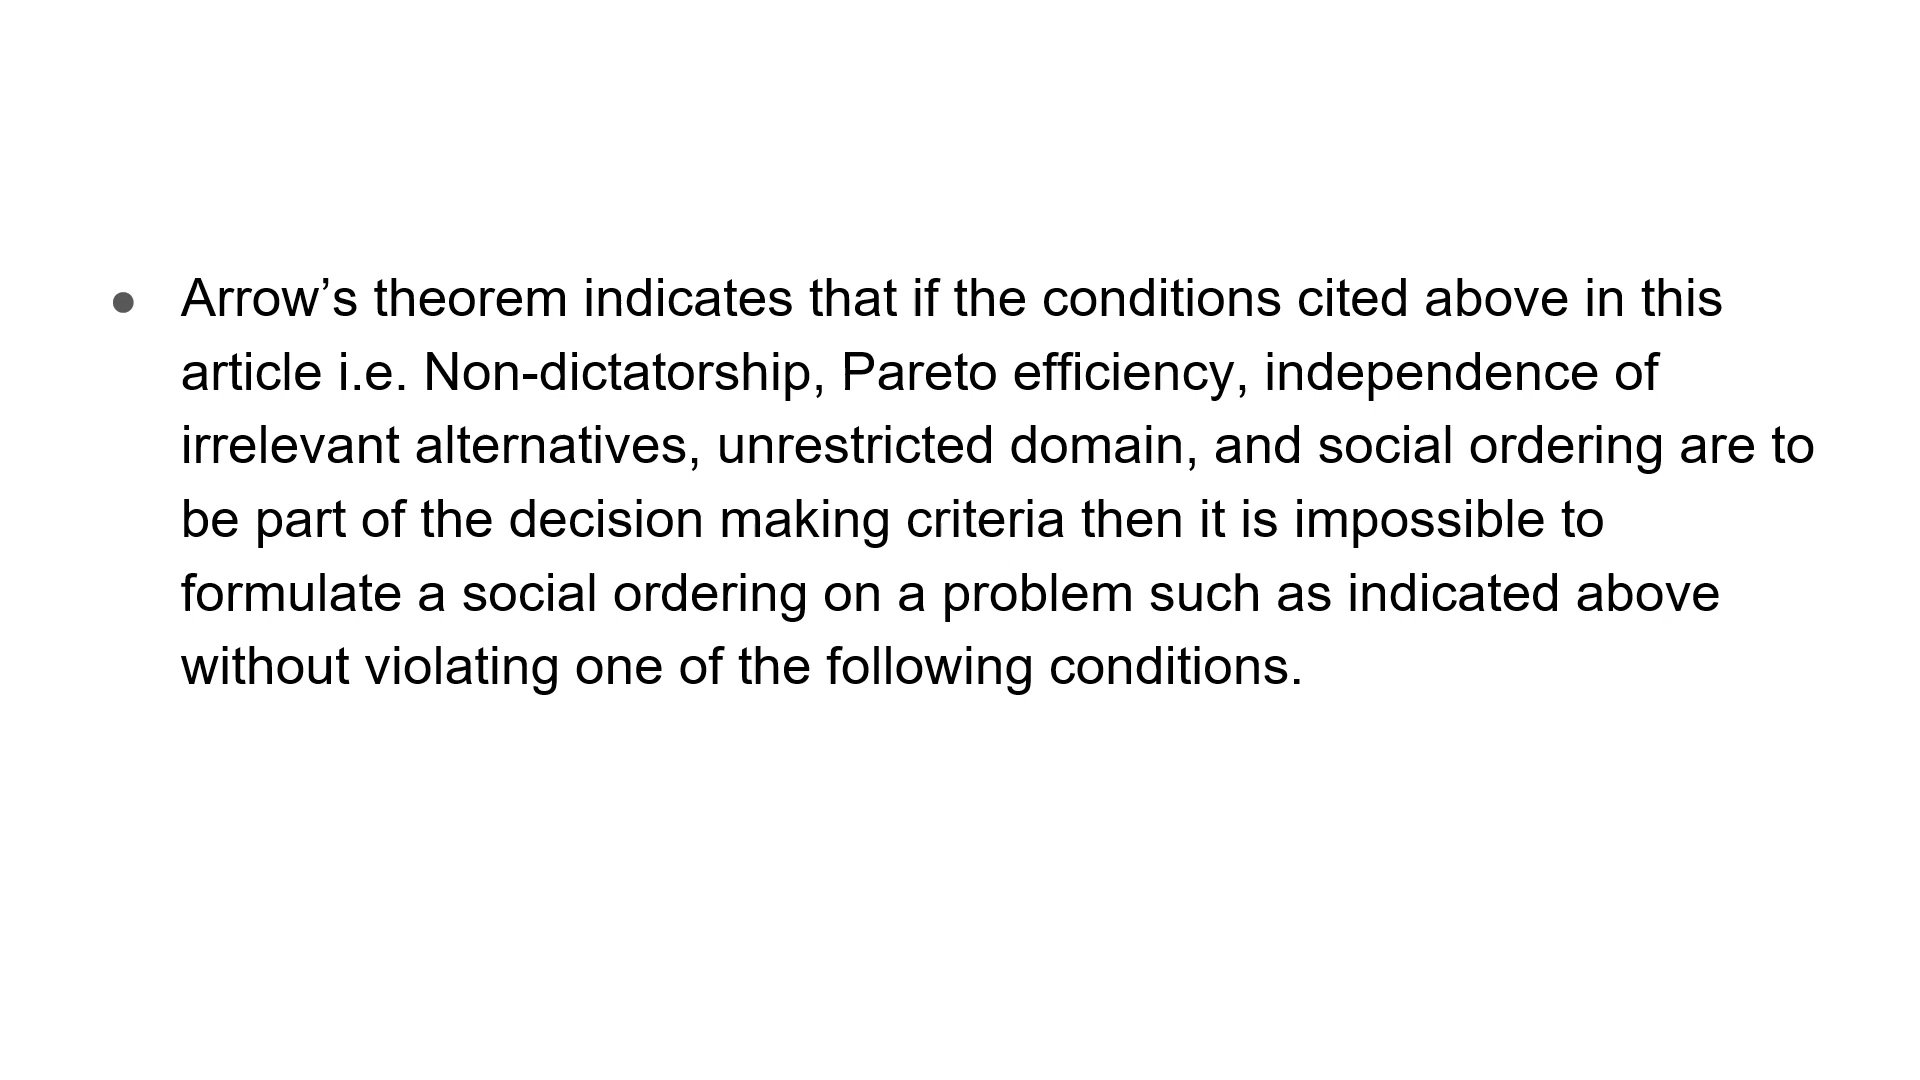 ● Arrow’s theorem indicates that if the conditions cited above in this
article i.e. Non-dictatorship, Pareto efficiency, independence of
irrelevant alternatives, unrestricted domain, and social ordering are to
be part of the decision making criteria then it is impossible to
formulate a social ordering on a problem such as indicated above
without violating one of the following conditions.